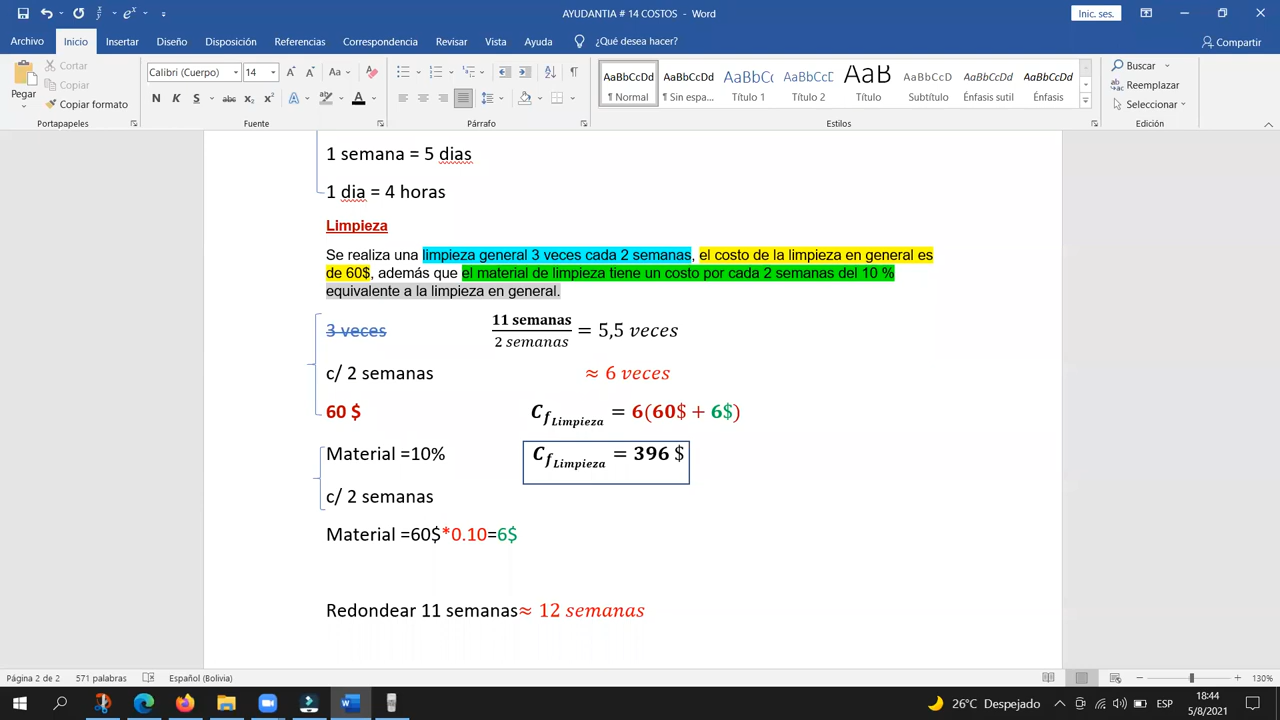 AYUDANTIA # 14 COSTOS - Word
Inic. ses.
Archivo Inicio Insertar Diseño Disposición Referencias Correspondencia Revisar Vista Ayuda ¿Qué desea hacer? Compartir
Pegar
Cortar
Copiar
Copiar formato
Portapapeles
Calibri (Cuerpo) 14
Fuente
Párrafo
AaBbCcDd AaBbCcDd AaBbCc AaBbCcD AaB AaBbCcD AaBbCcDd AaBbCcDd
¶ Normal ¶ Sin espa... Título 1 Título 2 Título Subtítulo Énfasis sutil Énfasis
Estilos
Buscar
Reemplazar
Seleccionar
Edición
1 semana = 5 dias
1 dia = 4 horas
Limpieza
Se realiza una limpieza general 3 veces cada 2 semanas, el costo de la limpieza en general es
de 60$, además que el material de limpieza tiene un costo por cada 2 semanas del 10 %
equivalente a la limpieza en general.
3 veces 11 semanas / 2 semanas = 5,5 veces
c/ 2 semanas ≈ 6 veces
60 $ C_f_Limpieza = 6(60$ + 6$)
Material =10% C_f_Limpieza = 396 $
c/ 2 semanas
Material =60$*0.10=6$
Redondear 11 semanas≈ 12 semanas
Página 2 de 2 571 palabras Español (Bolivia) 130%
26°C Despejado ESP 18:44
5/8/2021